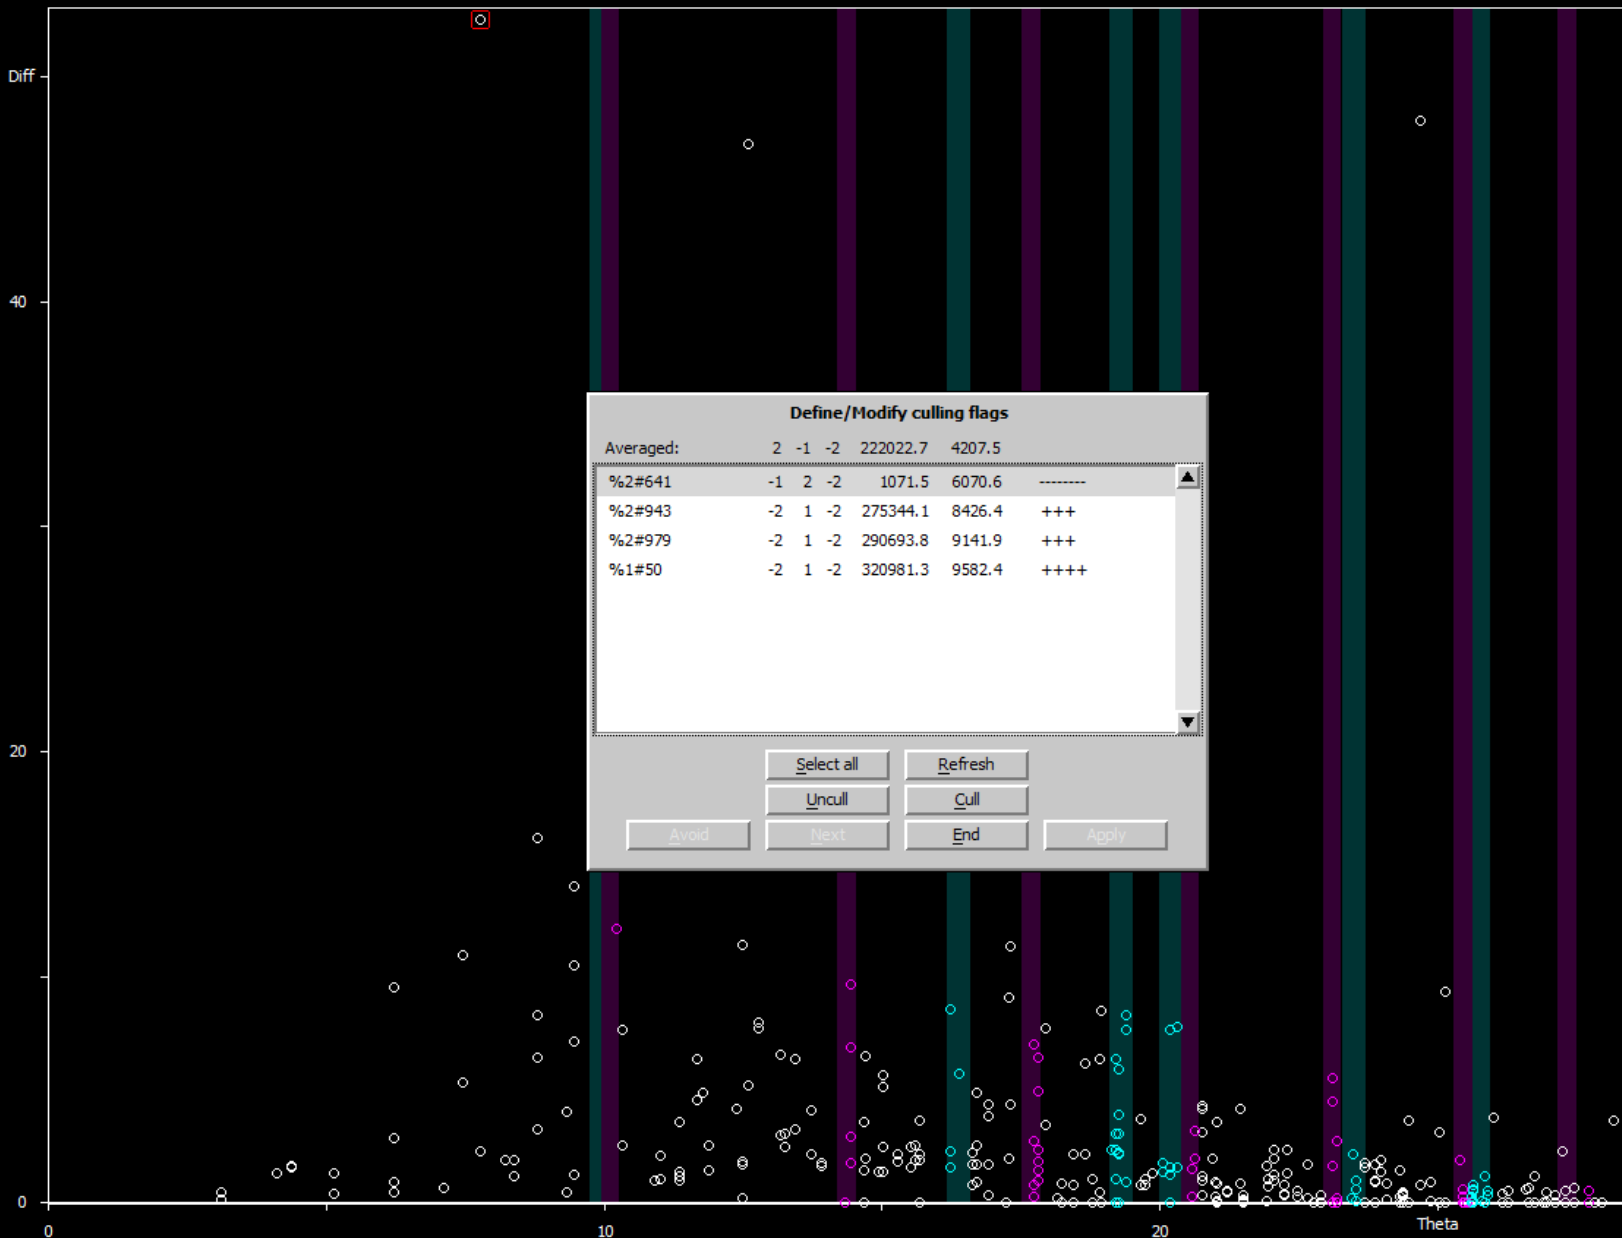 Diff
40
Define/Modify culling flags
Averaged: 2 -1 -2 222022.7 4207.5
%2#641 -1 2 -2 1071.5 6070.6 --------
%2#943 -2 1 -2 275344.1 8426.4 +++
%2#979 -2 1 -2 290693.8 9141.9 +++
%1#50 -2 1 -2 320981.3 9582.4 ++++
20
Select all Refresh
Uncull Cull
Avoid Next End Apply
0
0 10 20 Theta